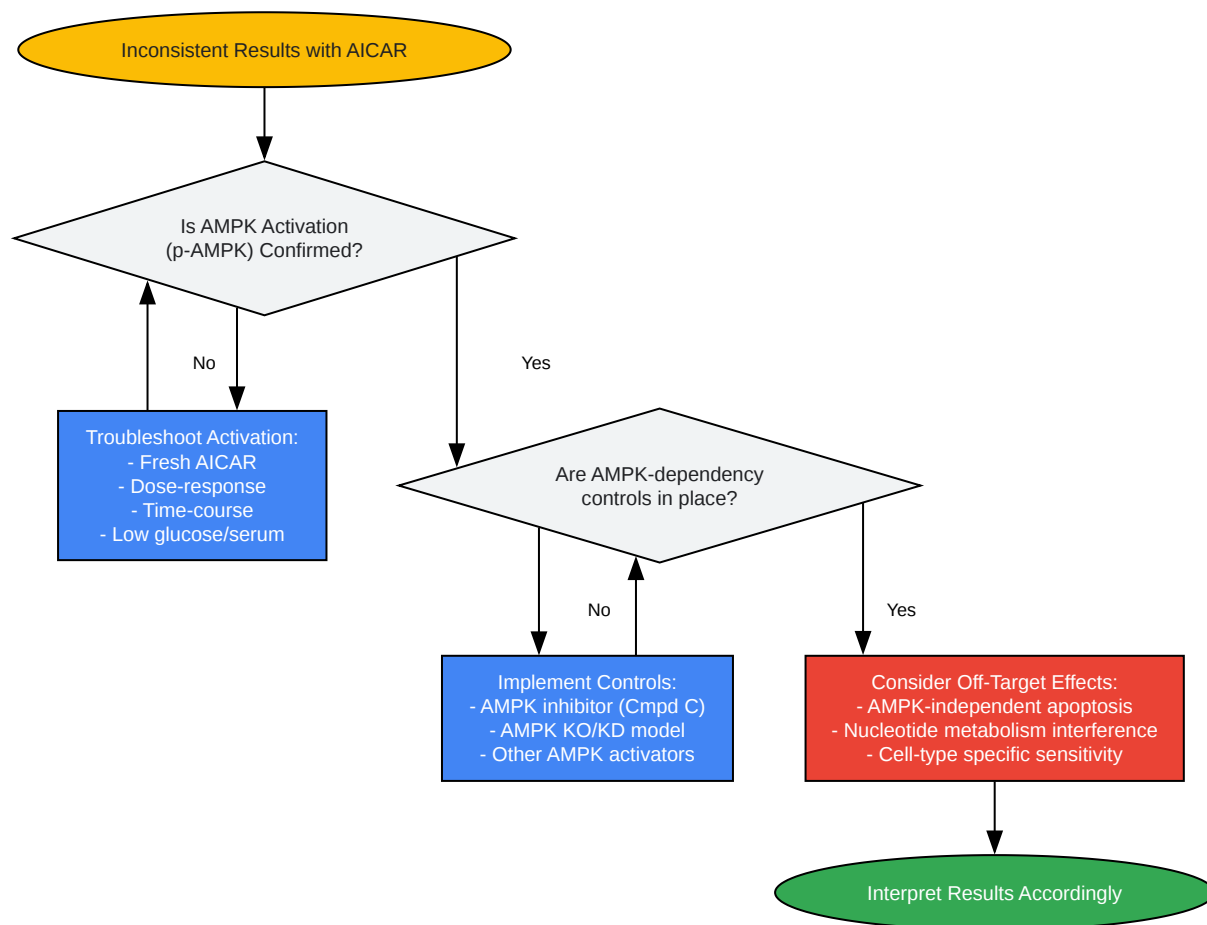 Inconsistent Results with AICAR
Is AMPK Activation
(p-AMPK) Confirmed?
No
Yes
Troubleshoot Activation:
- Fresh AICAR
- Dose-response
- Time-course
- Low glucose/serum
Are AMPK-dependency
controls in place?
No
Yes
Implement Controls:
- AMPK inhibitor (Cmpd C)
- AMPK KO/KD model
- Other AMPK activators
Consider Off-Target Effects:
- AMPK-independent apoptosis
- Nucleotide metabolism interference
- Cell-type specific sensitivity
Interpret Results Accordingly